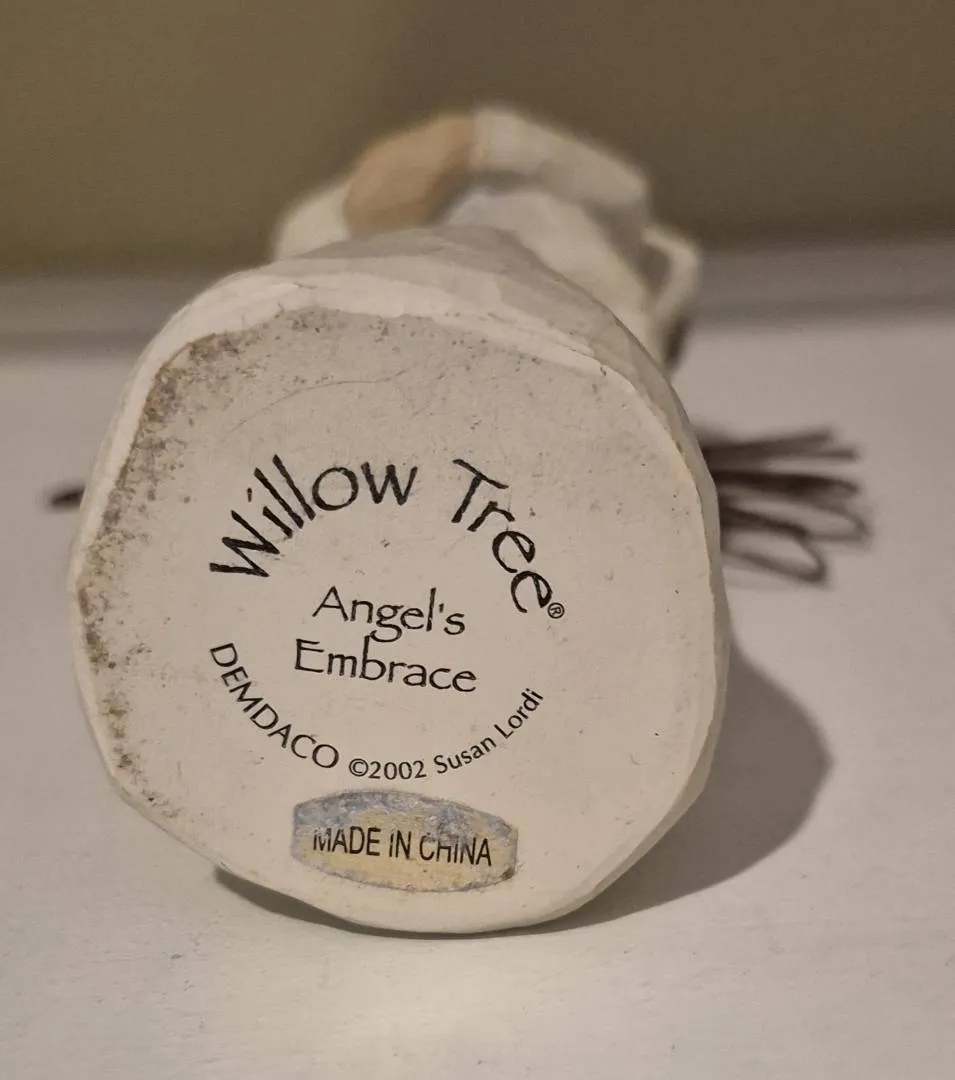 Willow Tree®
Angel's
Embrace
DEMDACO ©2002 Susan Lordi
MADE IN CHINA